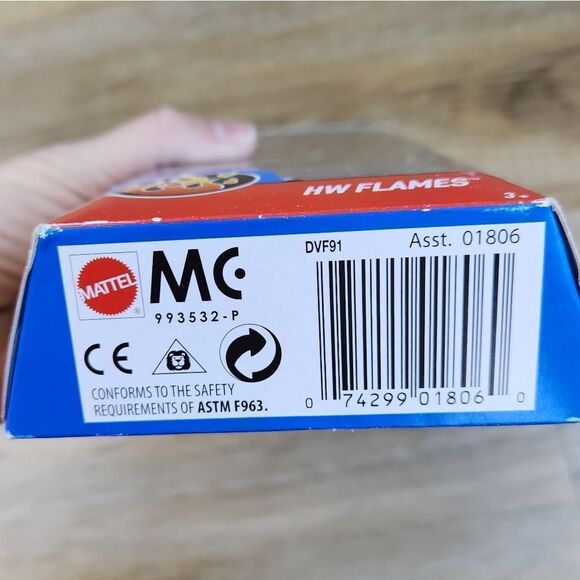 HW FLAMES™
3+
DVF91 Asst. 01806
MATTEL
®
MC
993532-P
CE
CONFORMS TO THE SAFETY
REQUIREMENTS OF ASTM F963.
0 74299 01806 0